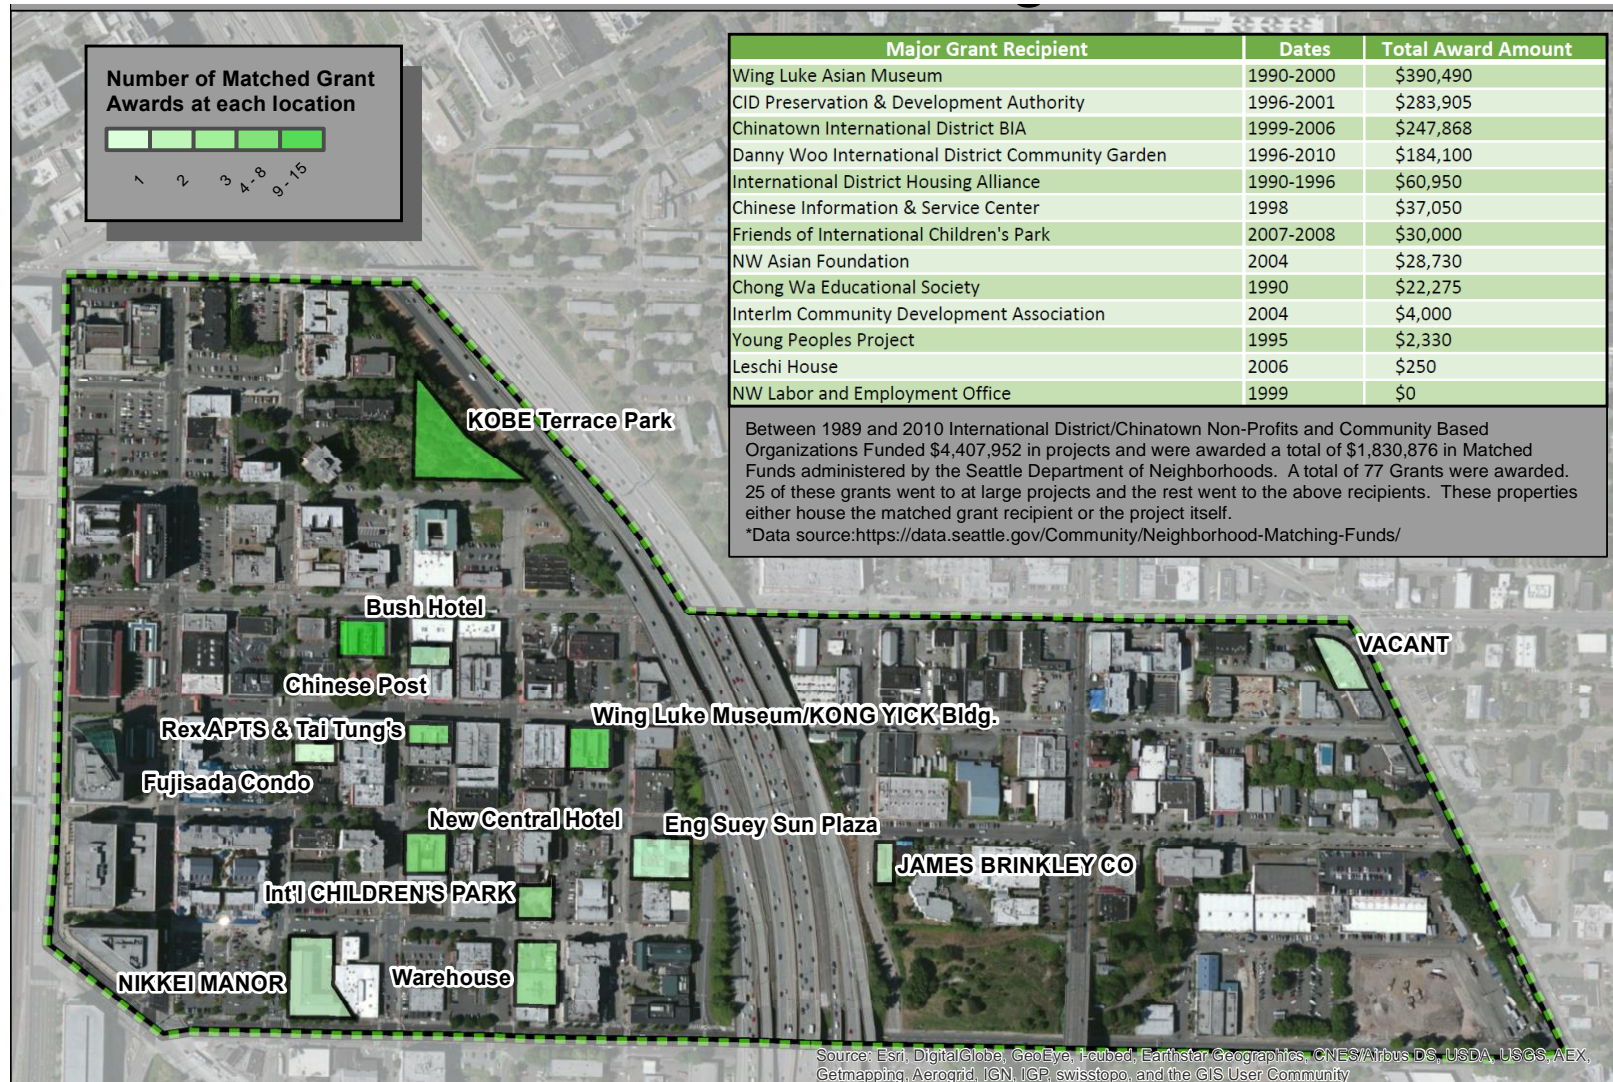 Number of Matched Grant
Awards at each location
1
2
3
4 - 8
9 - 15
Major Grant Recipient Dates Total Award Amount
Wing Luke Asian Museum 1990-2000 $390,490
CID Preservation & Development Authority 1996-2001 $283,905
Chinatown International District BIA 1999-2006 $247,868
Danny Woo International District Community Garden 1996-2010 $184,100
International District Housing Alliance 1990-1996 $60,950
Chinese Information & Service Center 1998 $37,050
Friends of International Children's Park 2007-2008 $30,000
NW Asian Foundation 2004 $28,730
Chong Wa Educational Society 1990 $22,275
InterIm Community Development Association 2004 $4,000
Young Peoples Project 1995 $2,330
Leschi House 2006 $250
NW Labor and Employment Office 1999 $0
Between 1989 and 2010 International District/Chinatown Non-Profits and Community Based
Organizations Funded $4,407,952 in projects and were awarded a total of $1,830,876 in Matched
Funds administered by the Seattle Department of Neighborhoods. A total of 77 Grants were awarded.
25 of these grants went to at large projects and the rest went to the above recipients. These properties
either house the matched grant recipient or the project itself.
*Data source:https://data.seattle.gov/Community/Neighborhood-Matching-Funds/
KOBE Terrace Park
Bush Hotel
VACANT
Chinese Post
Wing Luke Museum/KONG YICK Bldg.
Rex APTS & Tai Tung's
Fujisada Condo
New Central Hotel
Eng Suey Sun Plaza
JAMES BRINKLEY CO
Int'l CHILDREN'S PARK
NIKKEI MANOR
Warehouse
Source: Esri, DigitalGlobe, GeoEye, i-cubed, Earthstar Geographics, CNES/Airbus DS, USDA, USGS, AEX,
Getmapping, Aerogrid, IGN, IGP, swisstopo, and the GIS User Community